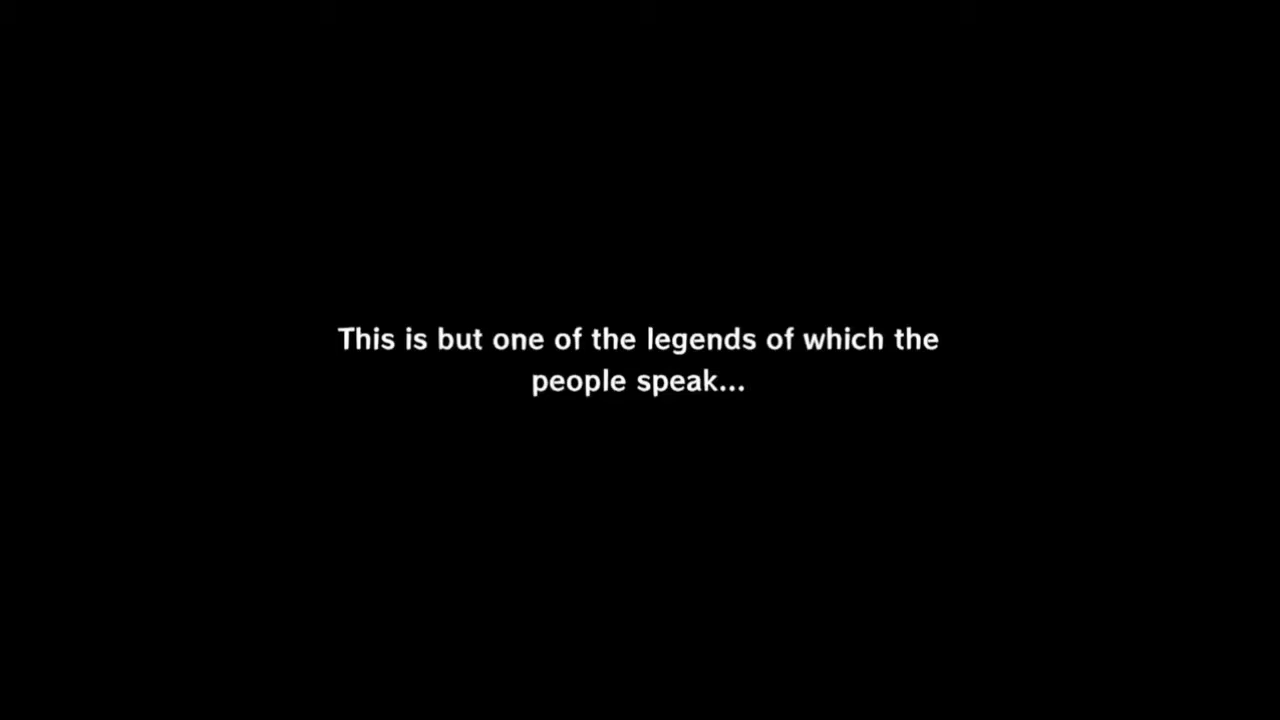 This is but one of the legends of which the
people speak...